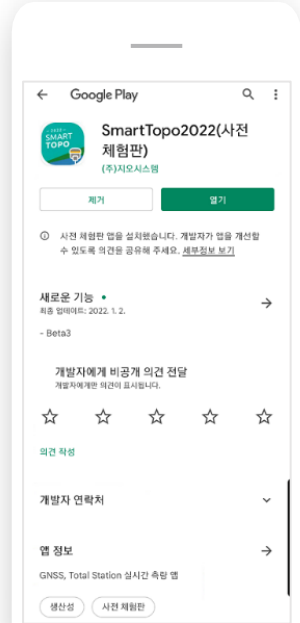 Google Play
SMART
TOPO
SmartTopo2022(사전
체험판)
(주)지오시스템
제거
열기
사전 체험판 앱을 설치했습니다. 개발자가 앱을 개선할
수 있도록 의견을 공유해 주세요. 세부정보 보기
새로운 기능
최종 업데이트: 2022. 1. 2.
- Beta3
개발자에게 비공개 의견 전달
개발자에게만 의견이 표시됩니다.
의견 작성
개발자 연락처
앱 정보
GNSS, Total Station 실시간 측량 앱
생산성
사전 체험판